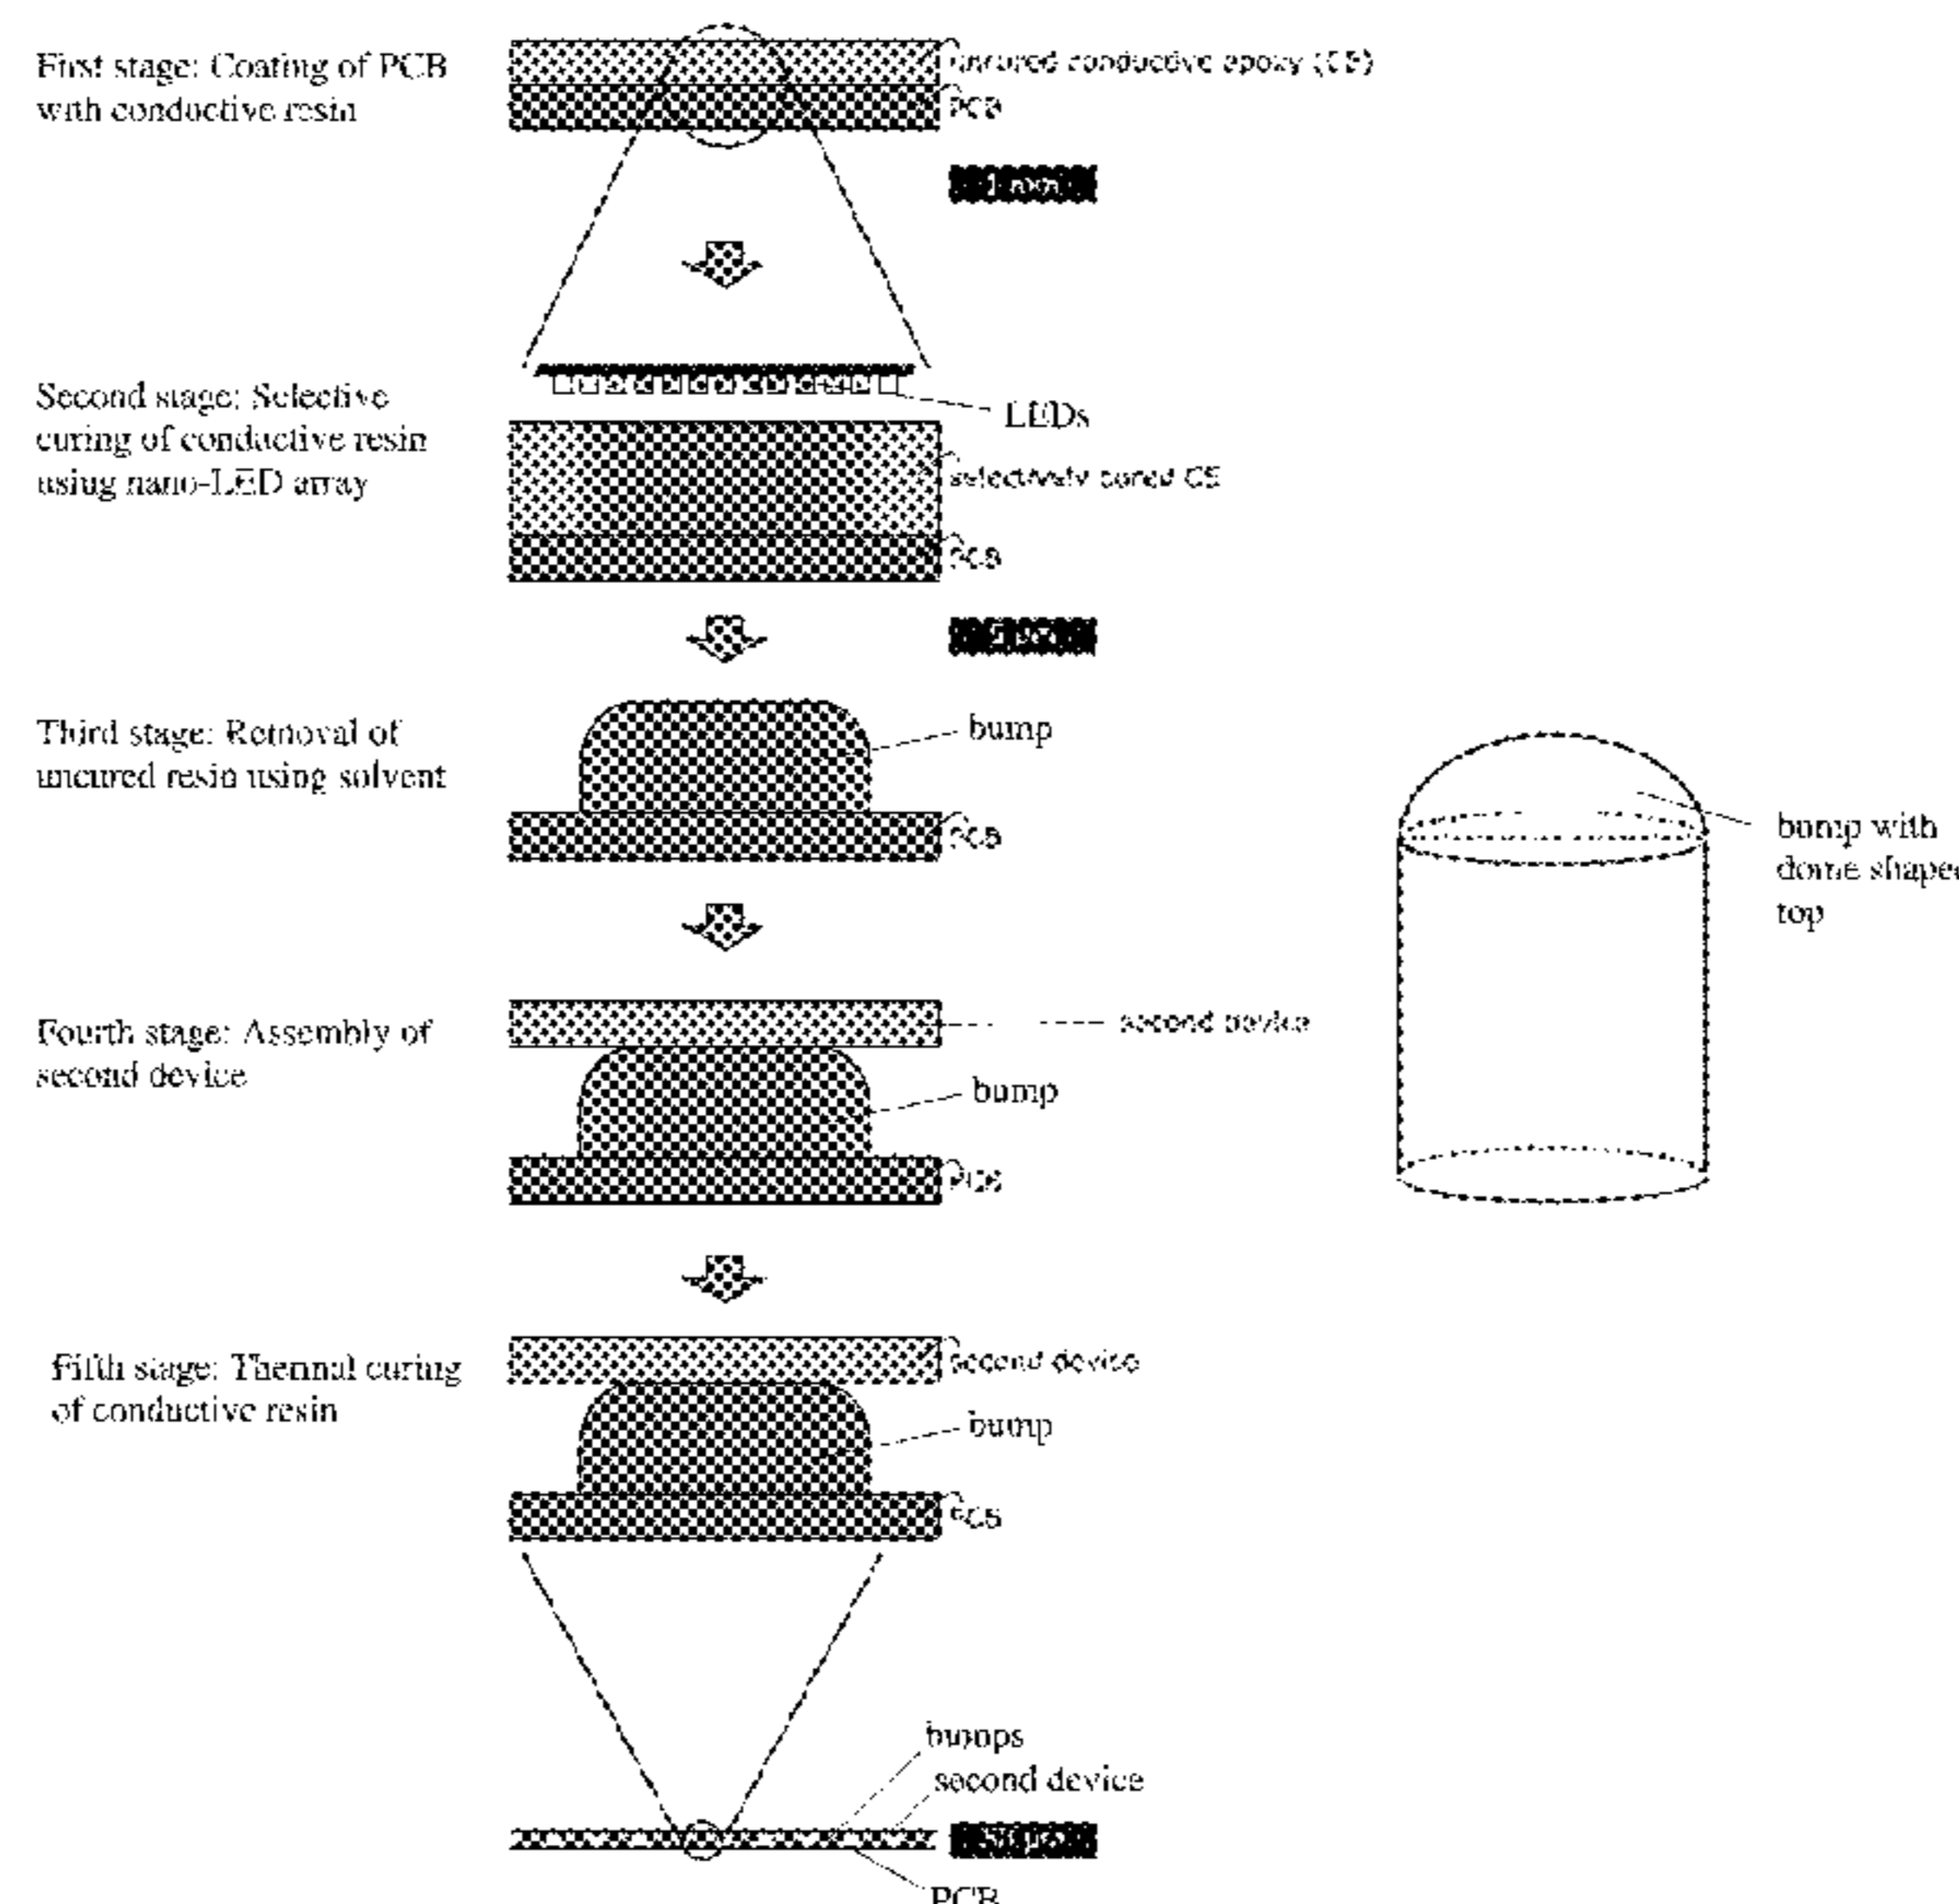 First stage: Coating of PCB
with conductive resin
uncured conductive epoxy (CE)
PCB
Second stage: Selective
curing of conductive resin
using nano-LED array
LEDs
selectively cured CE
PCB
Third stage: Removal of
uncured resin using solvent
bump
PCB
bump with
dome shaped
top
Fourth stage: Assembly of
second device
second device
bump
PCB
Fifth stage: Thermal curing
of conductive resin
second device
bump
PCB
bumps
second device
PCB